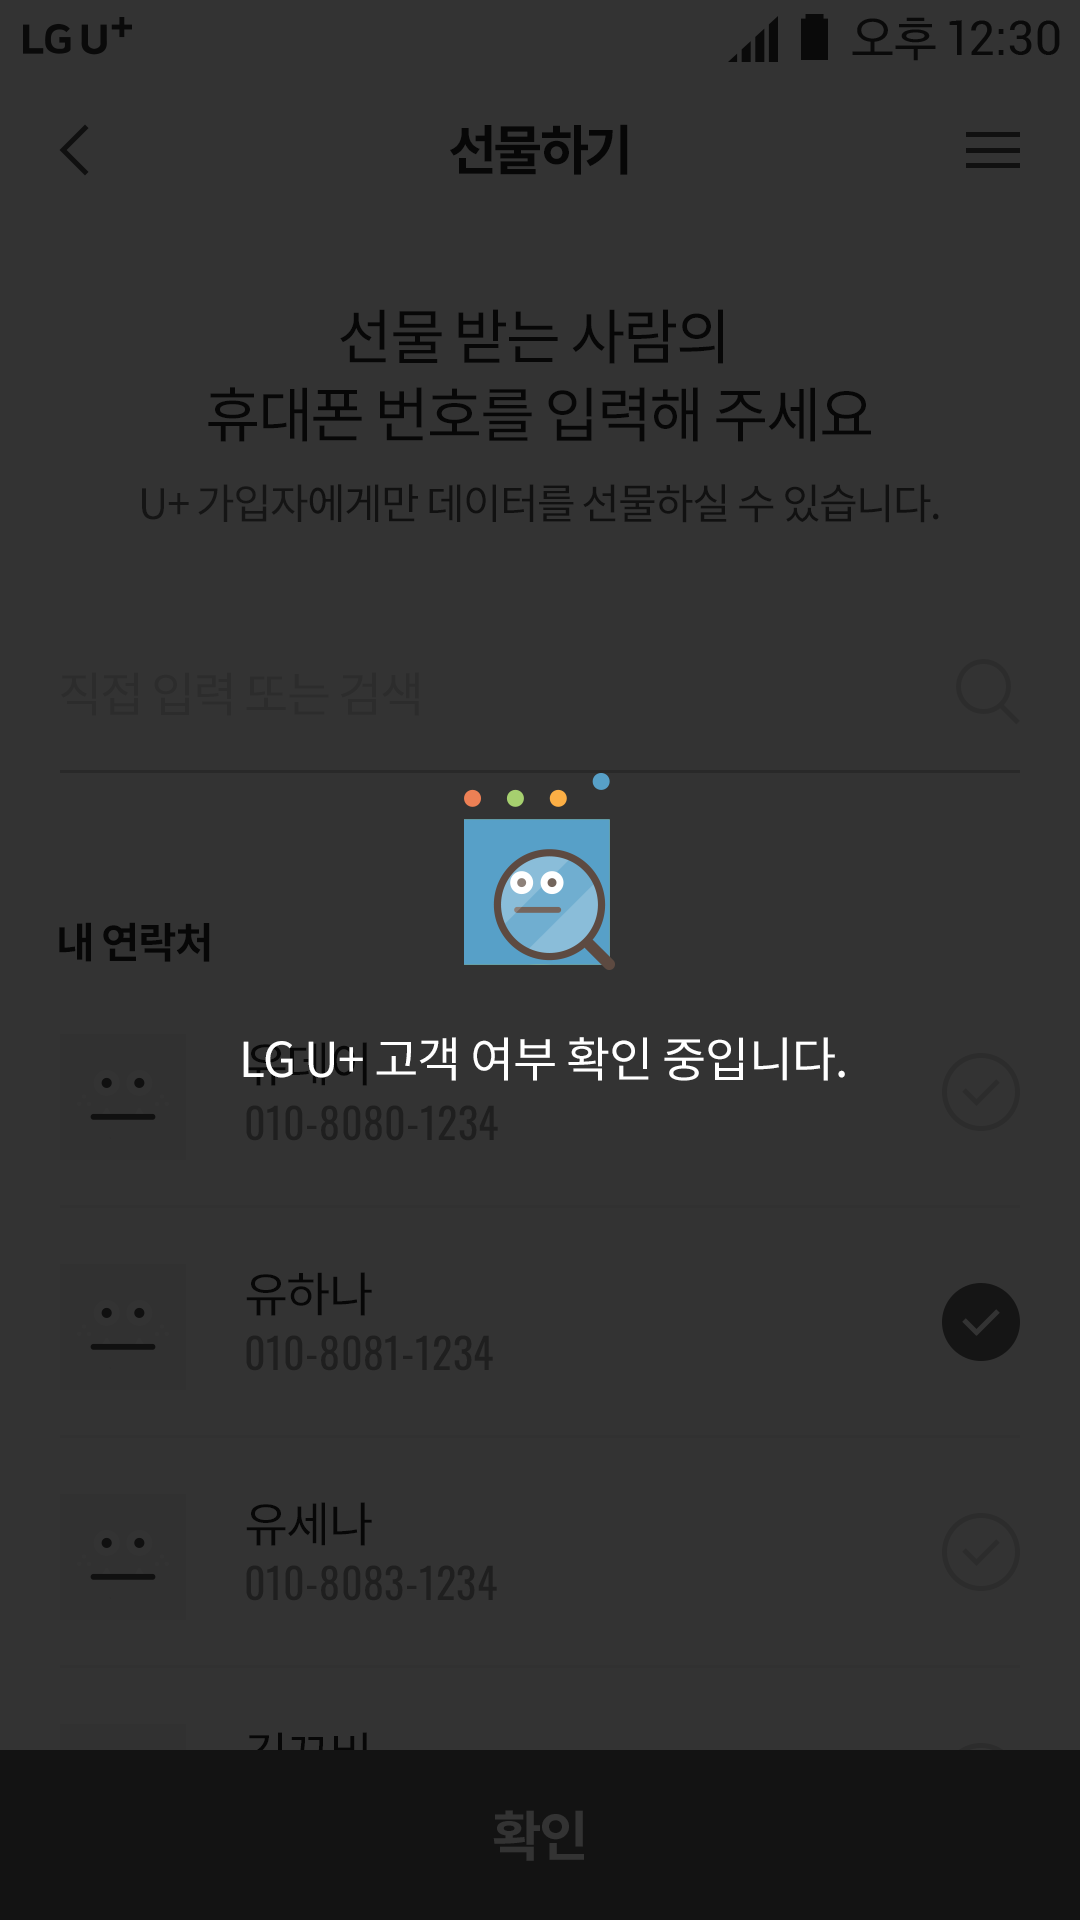 LG U+ 오후 12:30
선물하기
선물 받는 사람의
휴대폰 번호를 입력해 주세요
U+ 가입자에게만 데이터를 선물하실 수 있습니다.
직접 입력 또는 검색
내 연락처
유데이
LG U+ 고객 여부 확인 중입니다.
010-8080-1234
유하나
010-8081-1234
유세나
010-8083-1234
확인